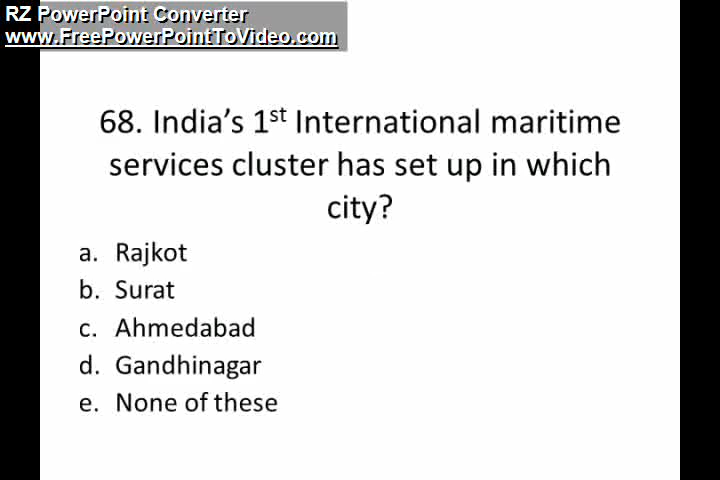 RZ PowerPoint Converter
www.FreePowerPointToVideo.com
68. India's 1st International maritime
services cluster has set up in which
city?
a. Rajkot
b. Surat
c. Ahmedabad
d. Gandhinagar
e. None of these